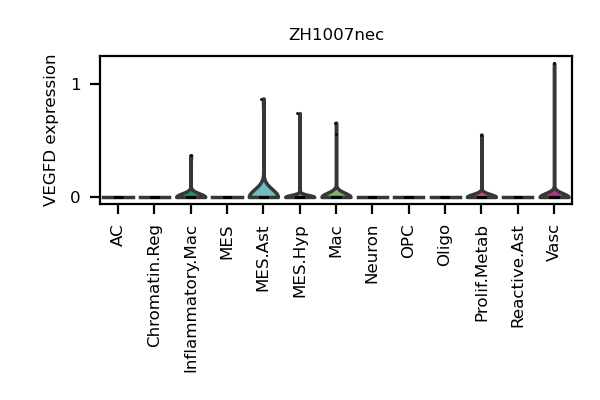 ZH1007nec
VEGFD expression
1
0
AC
Chromatin.Reg
Inflammatory.Mac
MES
MES.Ast
MES.Hyp
Mac
Neuron
OPC
Oligo
Prolif.Metab
Reactive.Ast
Vasc